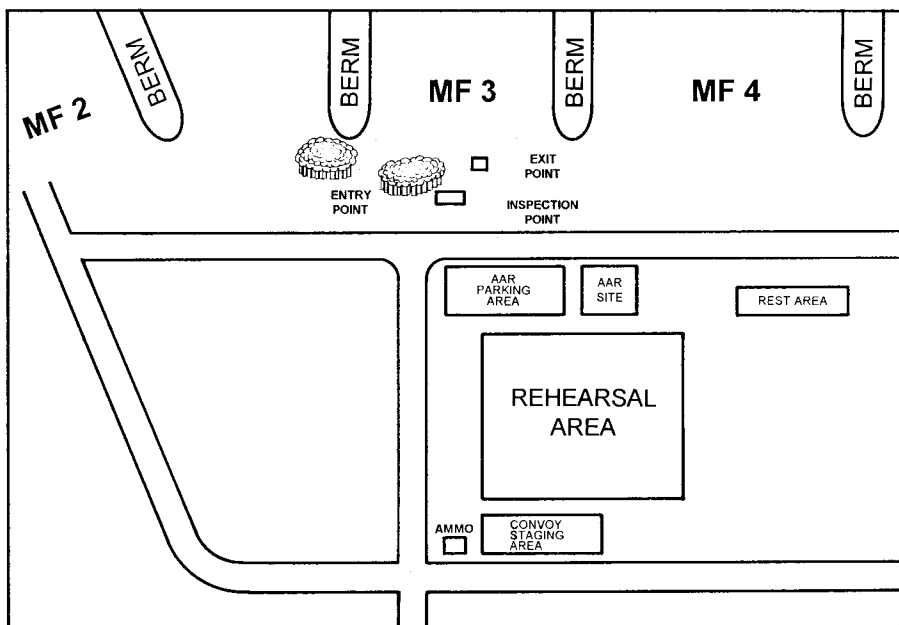 BERM
BERM
BERM
BERM
MF 2
MF 3
MF 4
EXIT
POINT
ENTRY
POINT
INSPECTION
POINT
AAR
PARKING
AREA
AAR
SITE
REST AREA
REHEARSAL
AREA
AMMO
CONVOY
STAGING
AREA